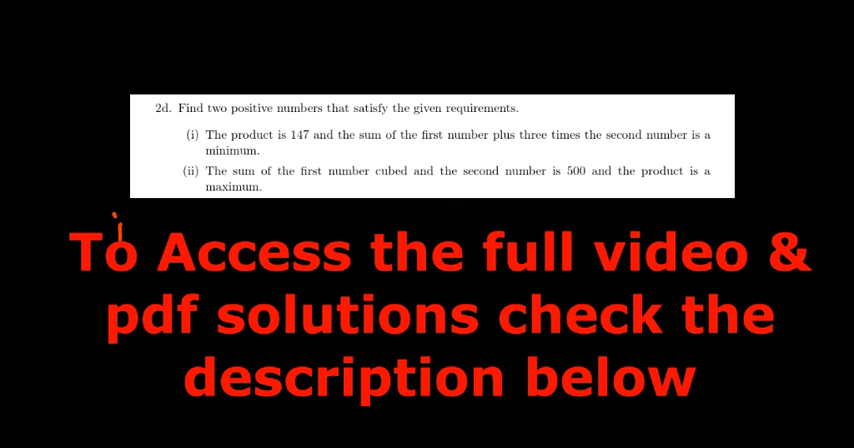 2d. Find two positive numbers that satisfy the given requirements.
(i) The product is 147 and the sum of the first number plus three times the second number is a
minimum.
(ii) The sum of the first number cubed and the second number is 500 and the product is a
maximum.
To Access the full video &
pdf solutions check the
description below